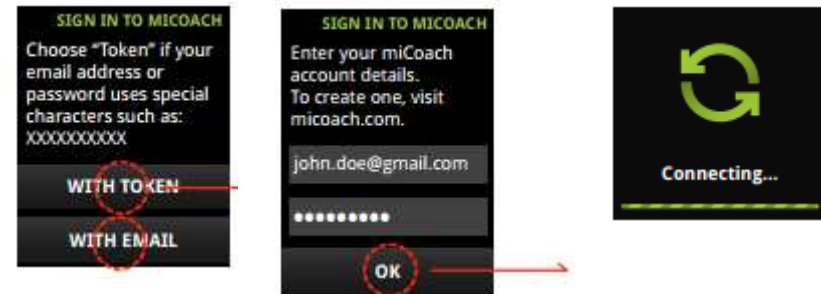 SIGN IN TO MICOACH
Choose "Token" if your
email address or
password uses special
characters such as:
XXXXXXXXXX
WITH TOKEN
WITH EMAIL
SIGN IN TO MICOACH
Enter your miCoach
account details.
To create one, visit
micoach.com.
john.doe@gmail.com
•••••••••
OK
Connecting...